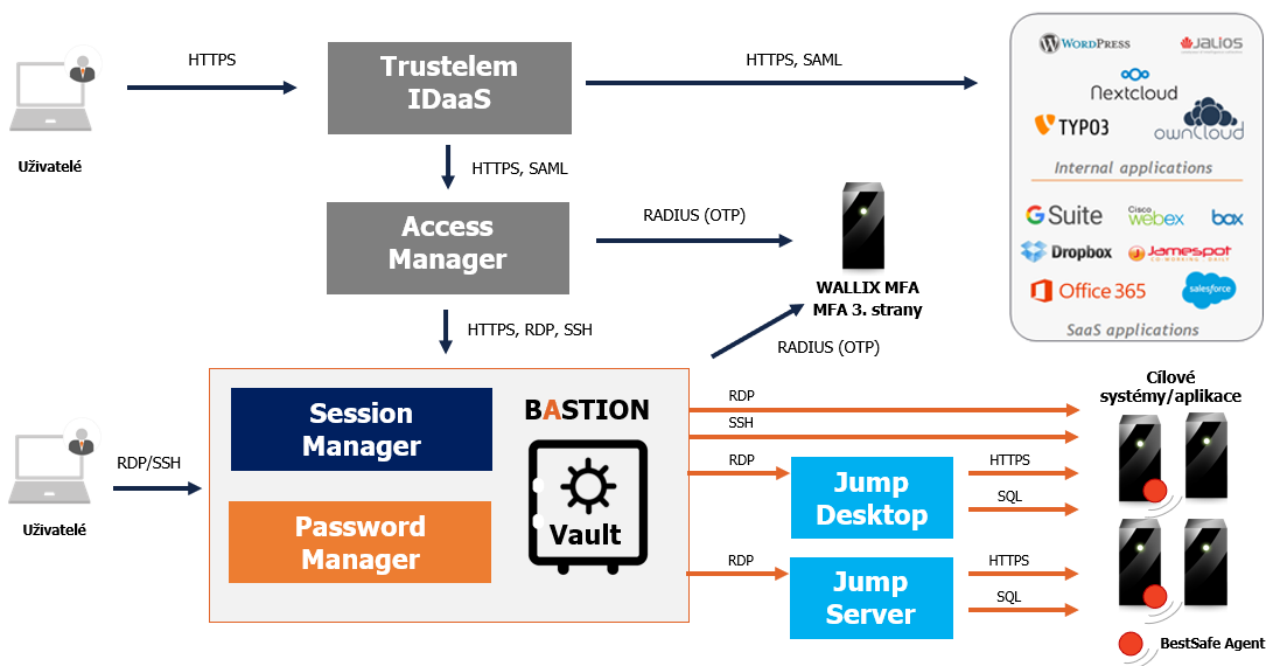 HTTPS
Trustelem
IDaaS
HTTPS, SAML
Uživatelé
HTTPS, SAML
WORDPRESS
JALIOS
Nextcloud
TYPO3
ownCloud
Internal applications
G Suite
Cisco
webex
box
Dropbox
Jamespot
CO-WORKING, DAILY
Office 365
salesforce
SaaS applications
Access
Manager
RADIUS (OTP)
WALLIX MFA
MFA 3. strany
HTTPS, RDP, SSH
RADIUS (OTP)
Uživatelé
RDP/SSH
Session
Manager
Password
Manager
BASTION
Vault
RDP
SSH
RDP
Jump
Desktop
HTTPS
SQL
RDP
Jump
Server
HTTPS
SQL
Cílové
systémy/aplikace
BestSafe Agent